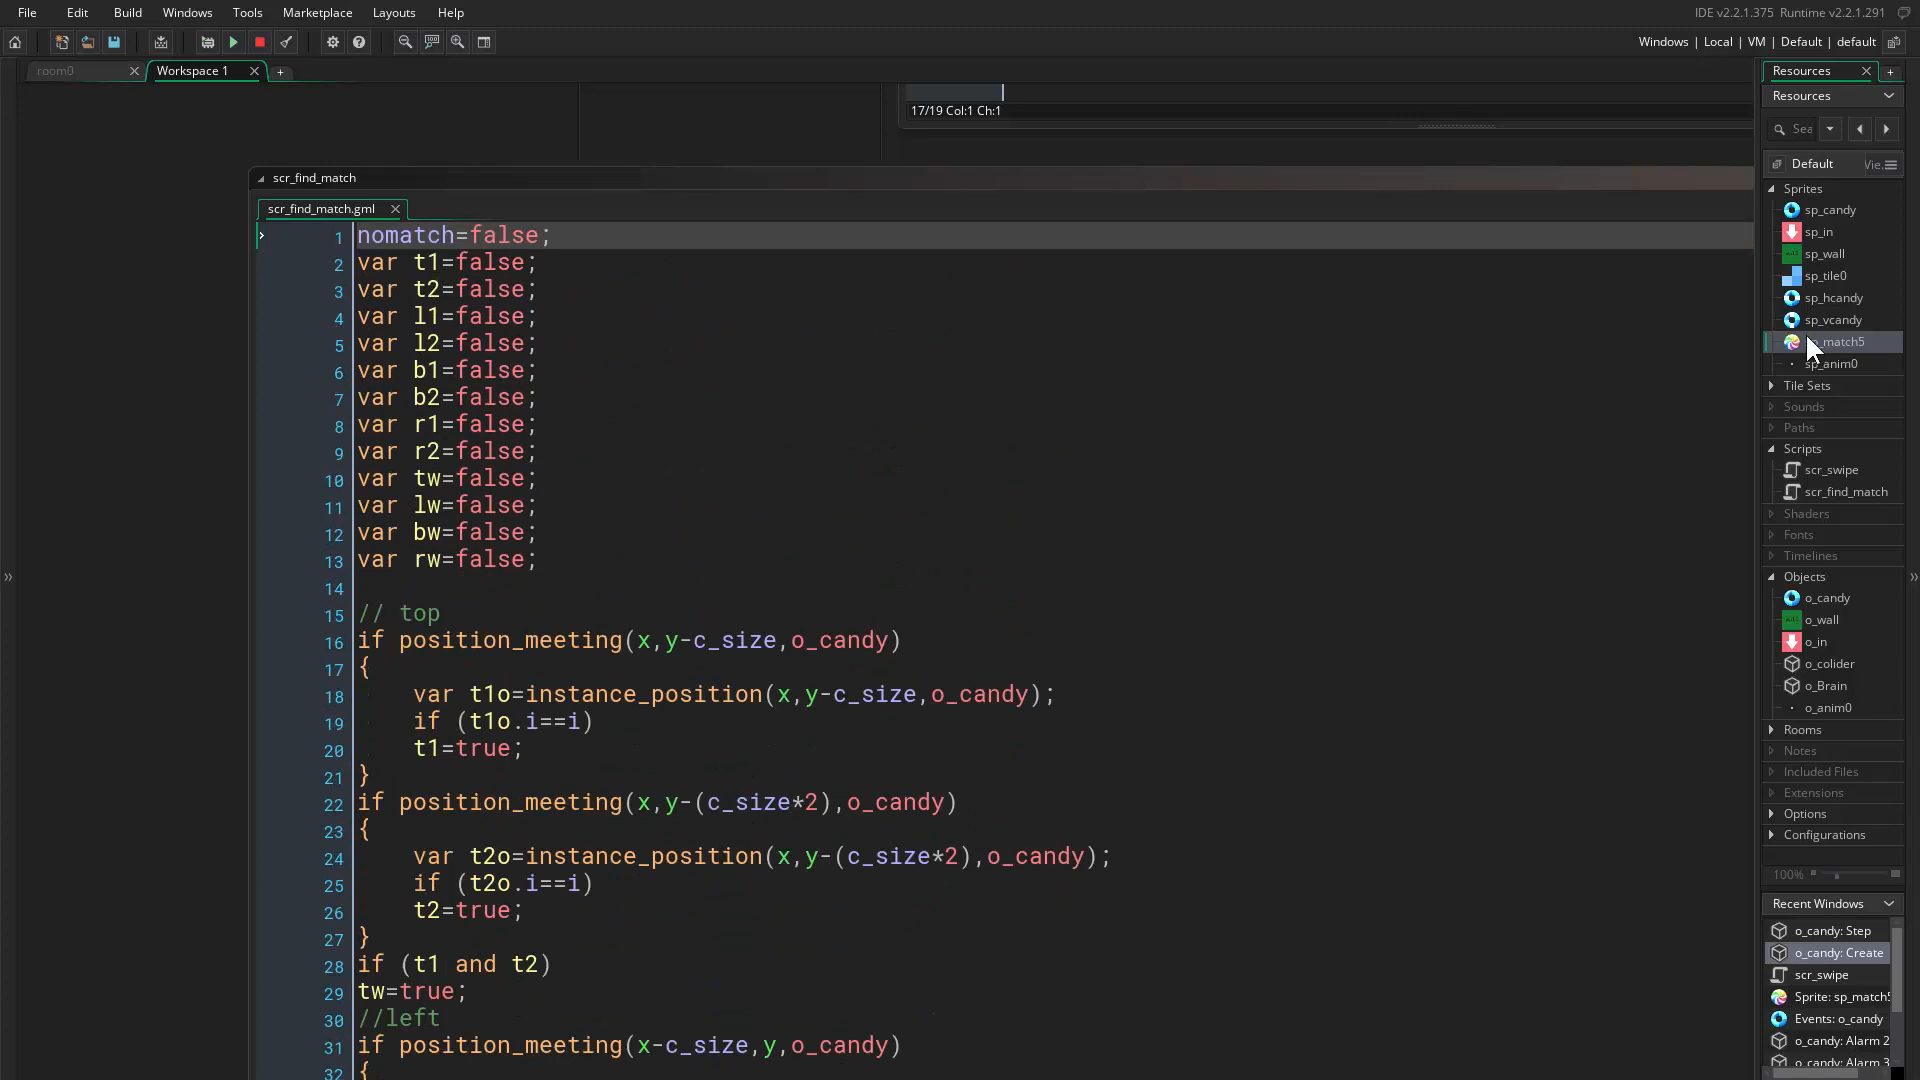 File Edit Build Windows Tools Marketplace Layouts Help
IDE v2.2.1.375 Runtime v2.2.1.291
Windows | Local | VM | Default | default
room0
Workspace 1
17/19 Col:1 Ch:1
scr_find_match
scr_find_match.gml
1 nomatch=false;
2 var t1=false;
3 var t2=false;
4 var l1=false;
5 var l2=false;
6 var b1=false;
7 var b2=false;
8 var r1=false;
9 var r2=false;
10 var tw=false;
11 var lw=false;
12 var bw=false;
13 var rw=false;
14
15 // top
16 if position_meeting(x,y-c_size,o_candy)
17 {
18 var t1o=instance_position(x,y-c_size,o_candy);
19 if (t1o.i==i)
20 t1=true;
21 }
22 if position_meeting(x,y-(c_size*2),o_candy)
23 {
24 var t2o=instance_position(x,y-(c_size*2),o_candy);
25 if (t2o.i==i)
26 t2=true;
27 }
28 if (t1 and t2)
29 tw=true;
30 //left
31 if position_meeting(x-c_size,y,o_candy)
32 {
Resources
Resources
Sea
Default Vie
Sprites
sp_candy
sp_in
sp_wall
sp_tile0
sp_hcandy
sp_vcandy
_match5
sp_anim0
Tile Sets
Sounds
Paths
Scripts
scr_swipe
scr_find_match
Shaders
Fonts
Timelines
Objects
o_candy
o_wall
o_in
o_colider
o_Brain
o_anim0
Rooms
Notes
Included Files
Extensions
Options
Configurations
100%
Recent Windows
o_candy: Step
o_candy: Create
scr_swipe
Sprite: sp_match5
Events: o_candy
o_candy: Alarm 2
o_candy: Alarm 3